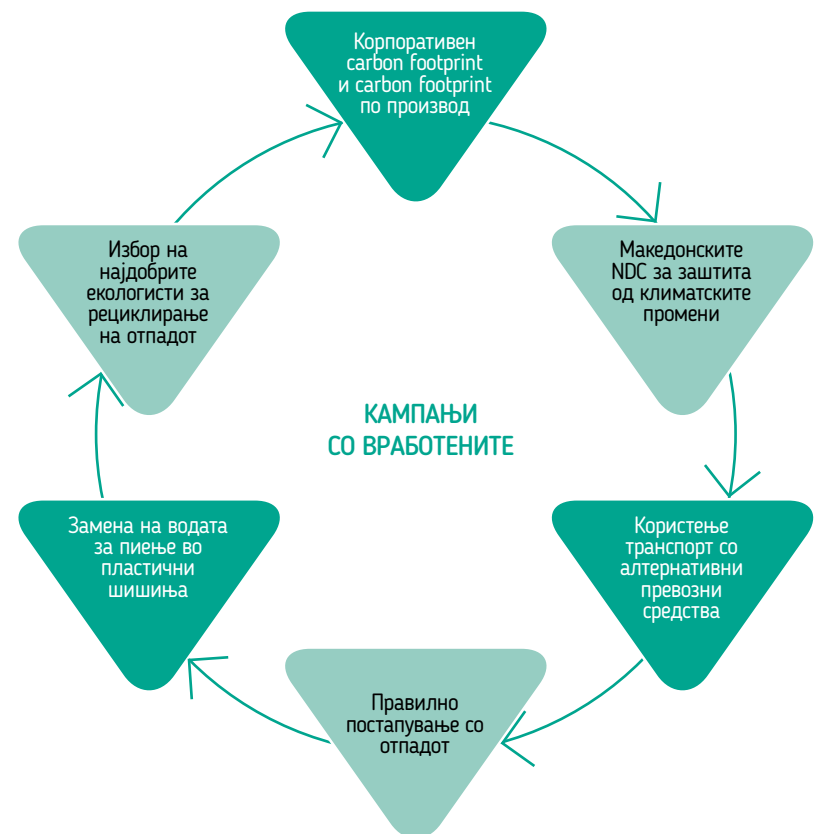 Корпоративен
carbon footprint
и carbon footprint
по производ
Македонските
NDC за заштита
од климатските
промени
Користење
транспорт со
алтернативни
превозни
средства
Правилно
постапување со
отпадот
Замена на водата
за пиење во
пластични
шишиња
Избор на
најдобрите
екологисти за
рециклирање
на отпадот
КАМПАЊИ
СО ВРАБОТЕНИТЕ